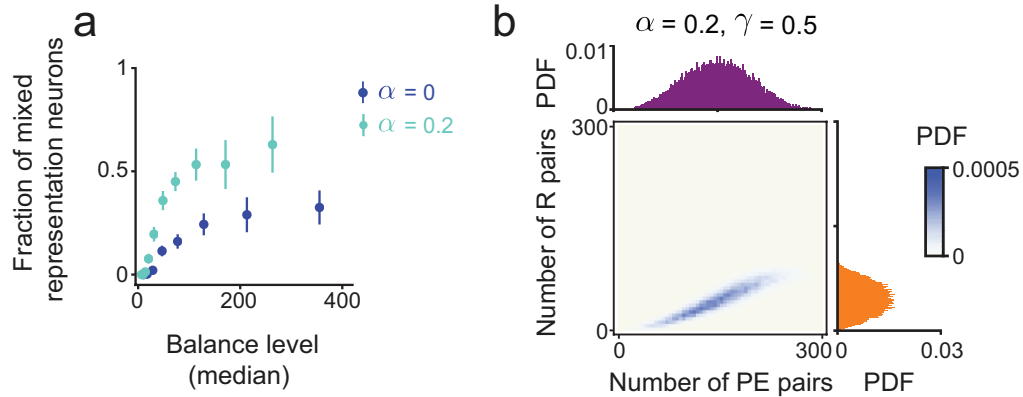 a
Fraction of mixed
representation neurons
1
0.5
0
0
200
400
Balance level
(median)
α = 0
α = 0.2
b
α = 0.2, γ = 0.5
PDF
0.01
0
Number of R pairs
300
0
0
300
Number of PE pairs
0
0.03
PDF
PDF
0.0005
0